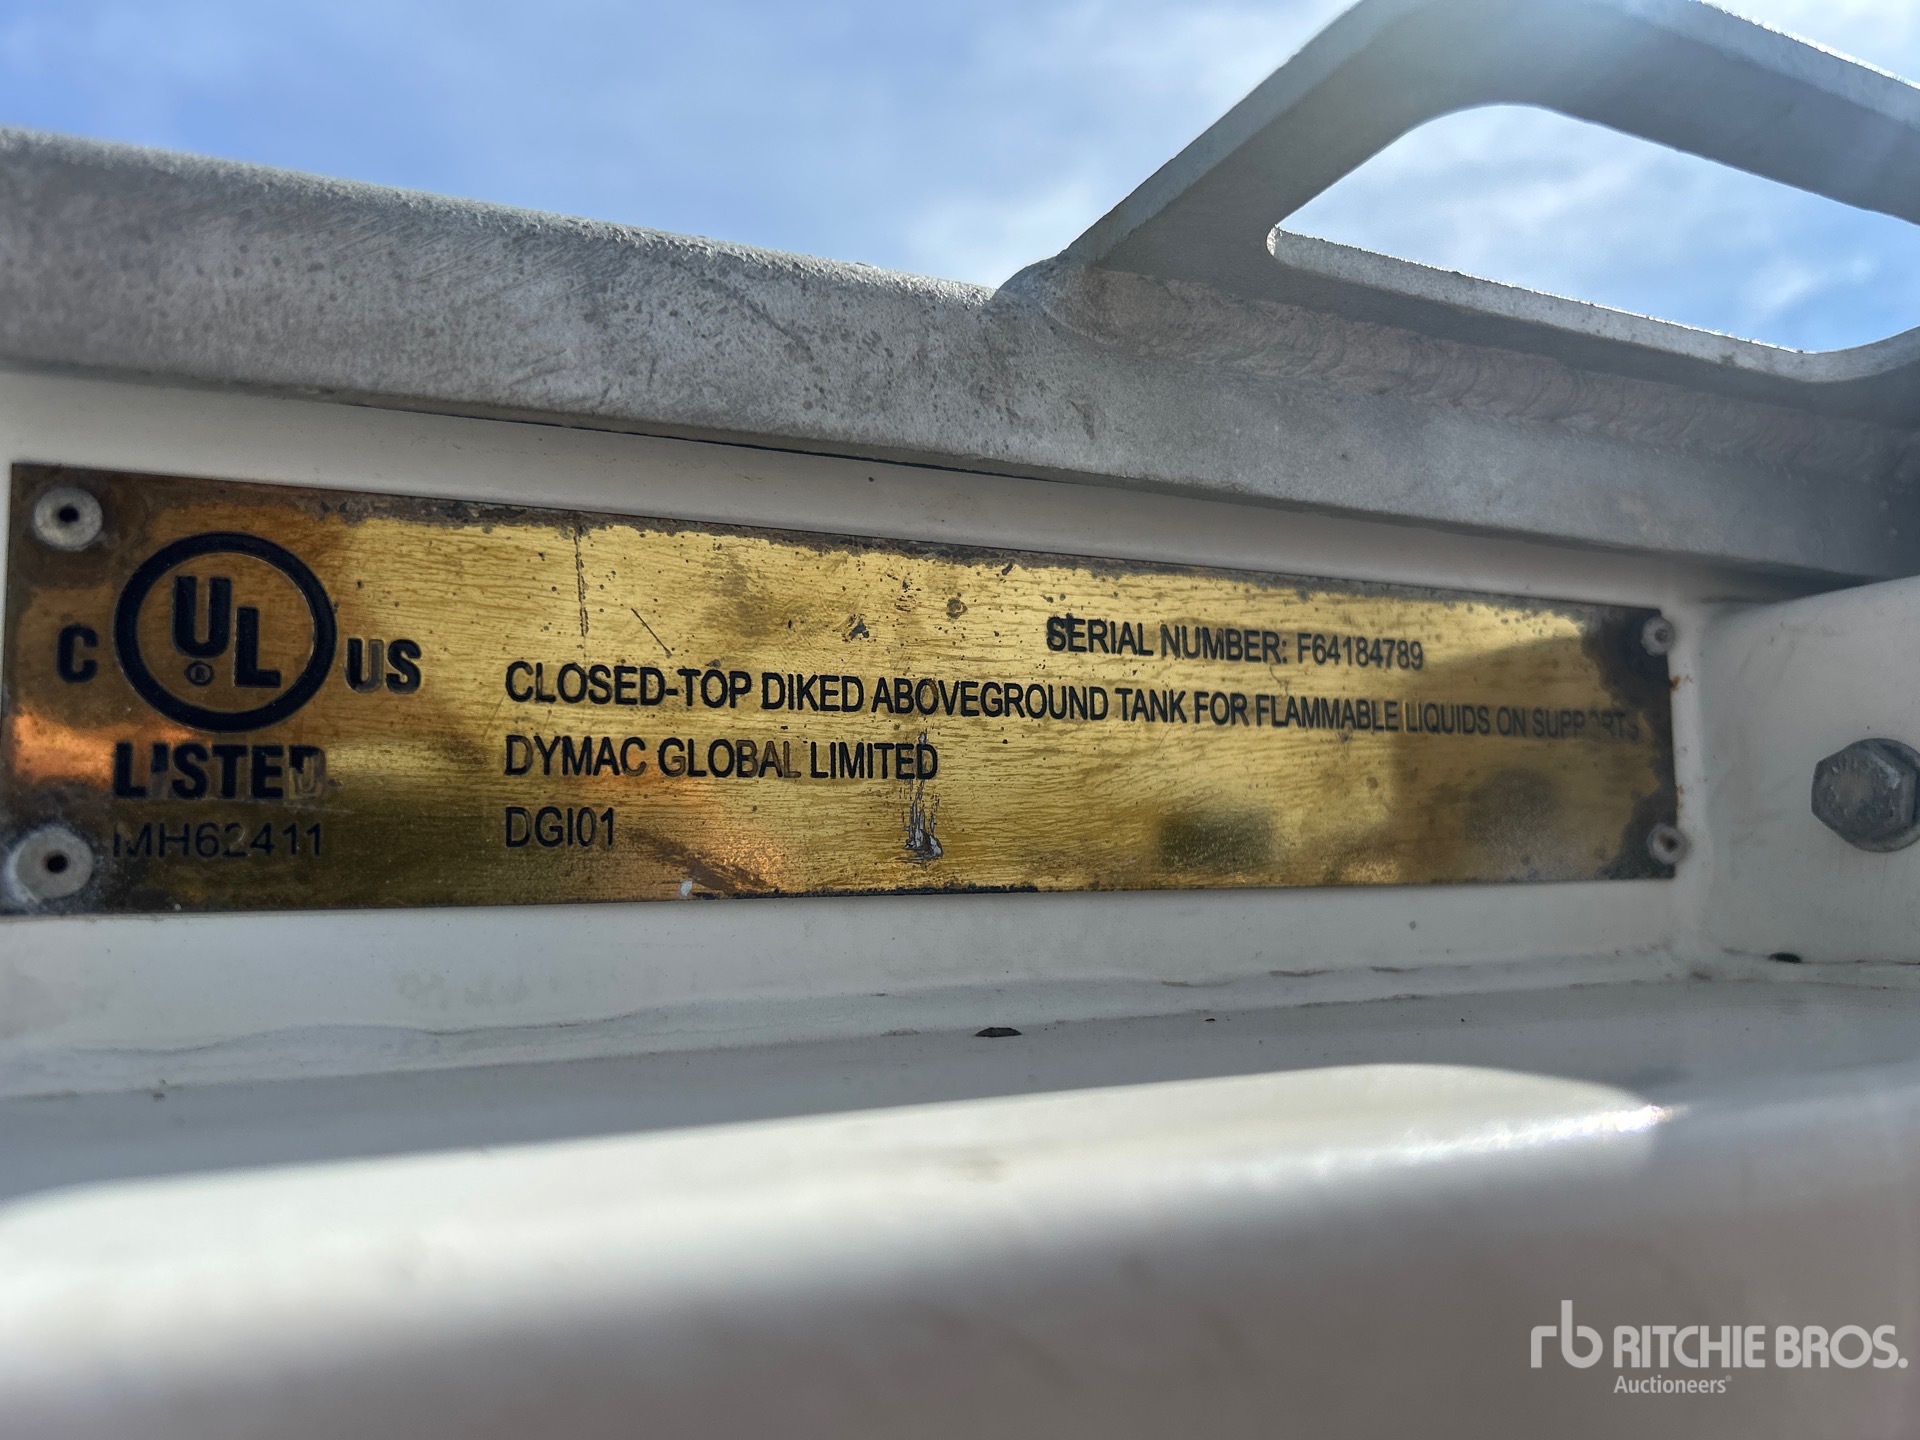 C UL® US
LISTED
MH62411
SERIAL NUMBER: F64184789
CLOSED-TOP DIKED ABOVEGROUND TANK FOR FLAMMABLE LIQUIDS ON SUPPORTS
DYMAC GLOBAL LIMITED
DGI01
rb RITCHIE BROS.
Auctioneers®